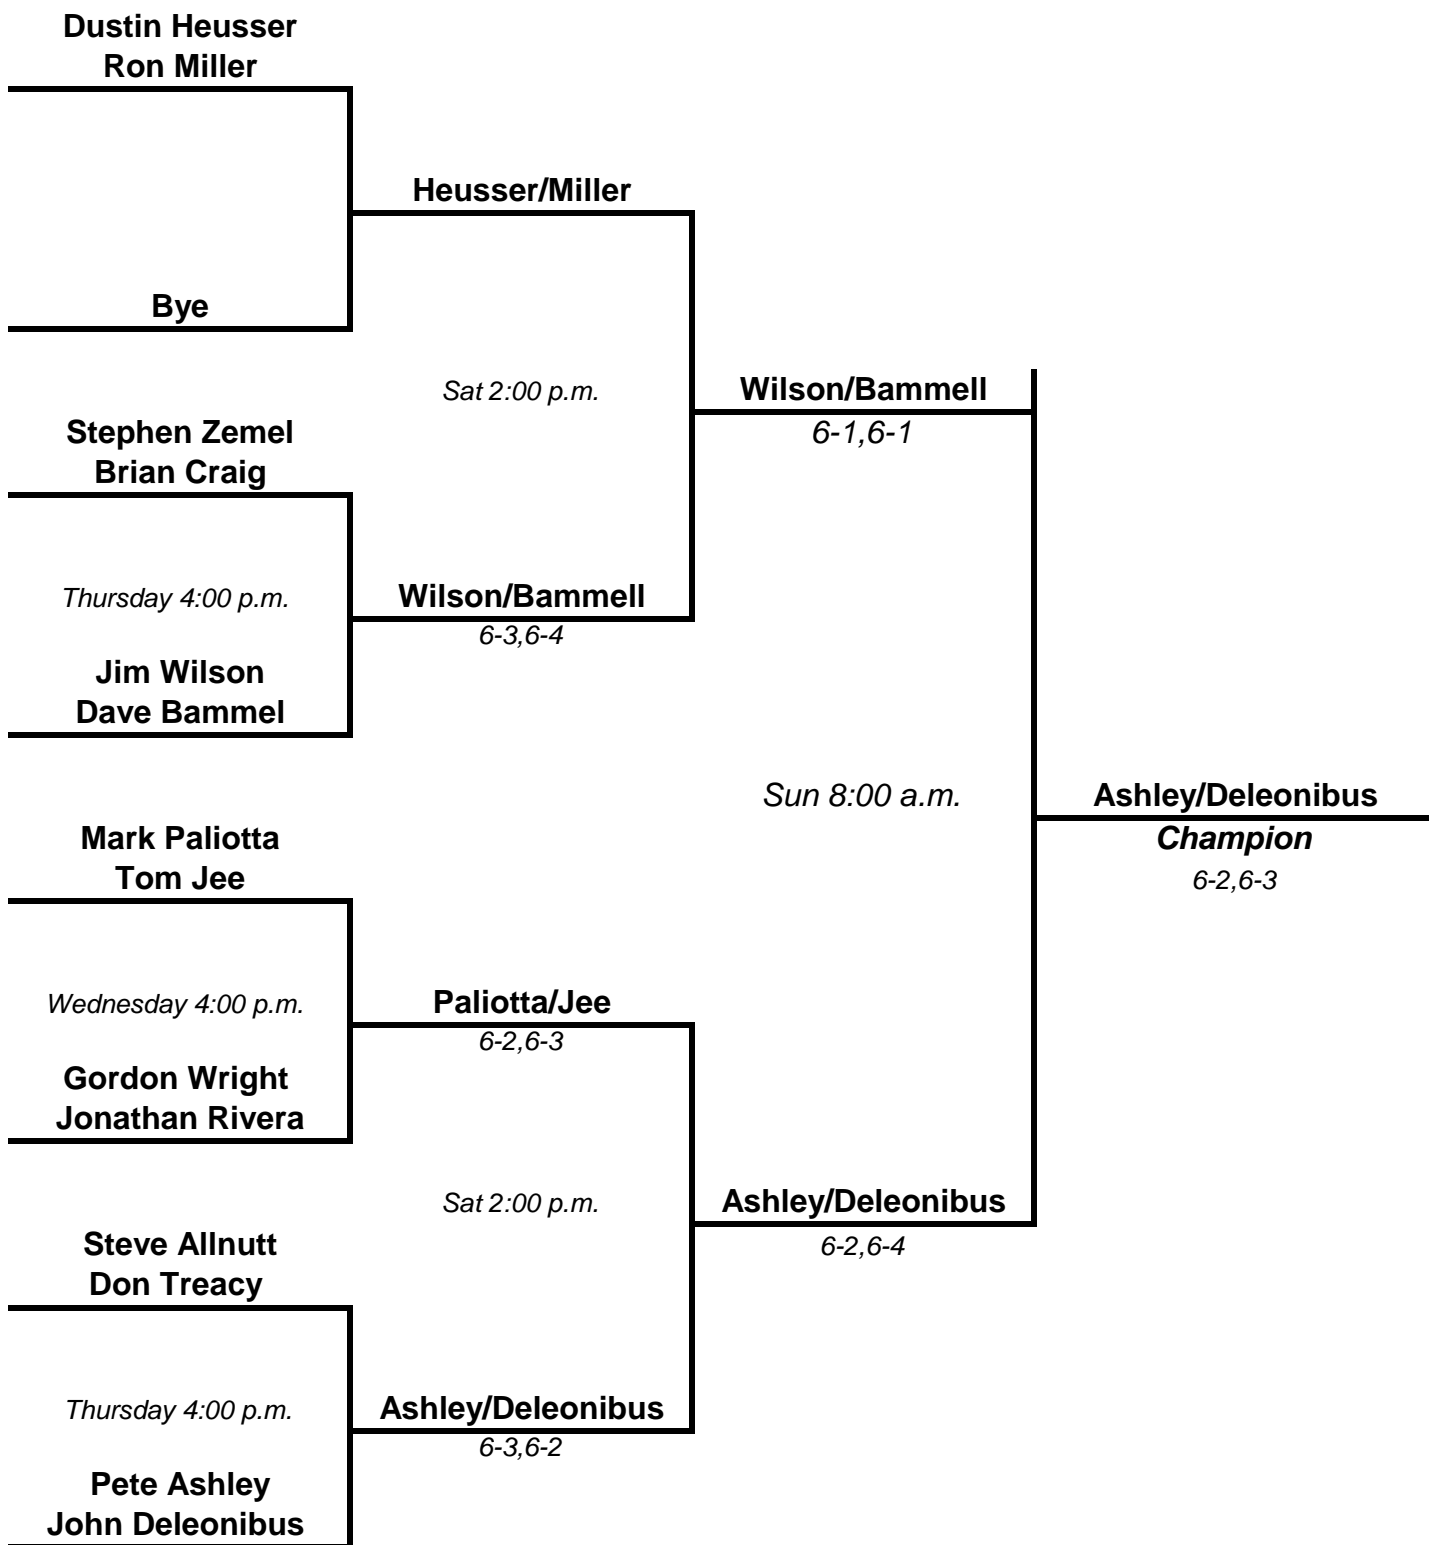 Dustin Heusser
Ron Miller
Heusser/Miller
Bye
Sat 2:00 p.m.
Wilson/Bammell
6-1,6-1
Stephen Zemel
Brian Craig
Thursday 4:00 p.m.
Wilson/Bammell
6-3,6-4
Jim Wilson
Dave Bammel
Sun 8:00 a.m.
Ashley/Deleonibus
Champion
6-2,6-3
Mark Paliotta
Tom Jee
Wednesday 4:00 p.m.
Paliotta/Jee
6-2,6-3
Gordon Wright
Jonathan Rivera
Sat 2:00 p.m.
Ashley/Deleonibus
6-2,6-4
Steve Allnutt
Don Treacy
Thursday 4:00 p.m.
Ashley/Deleonibus
6-3,6-2
Pete Ashley
John Deleonibus